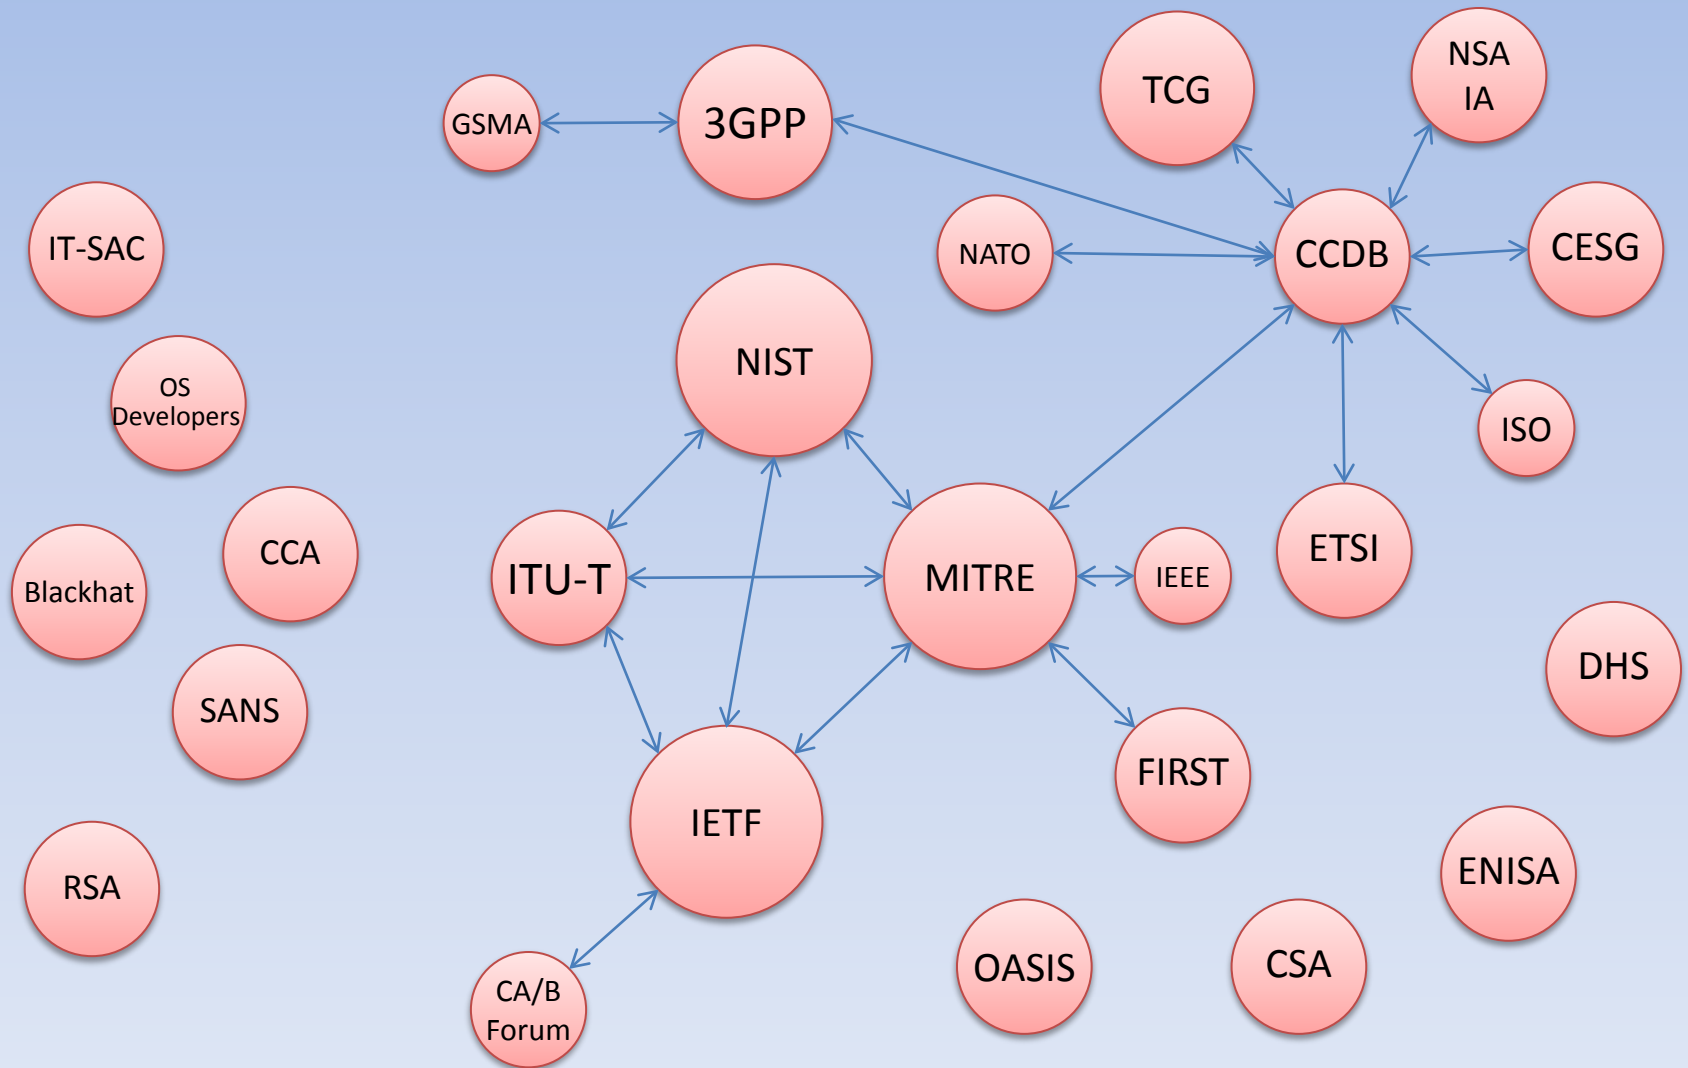 TCG
NSA
IA
GSMA
3GPP
IT-SAC
NATO
CCDB
CESG
NIST
OS
Developers
ISO
CCA
ETSI
Blackhat
ITU-T
MITRE
IEEE
DHS
SANS
FIRST
IETF
ENISA
RSA
OASIS
CSA
CA/B
Forum